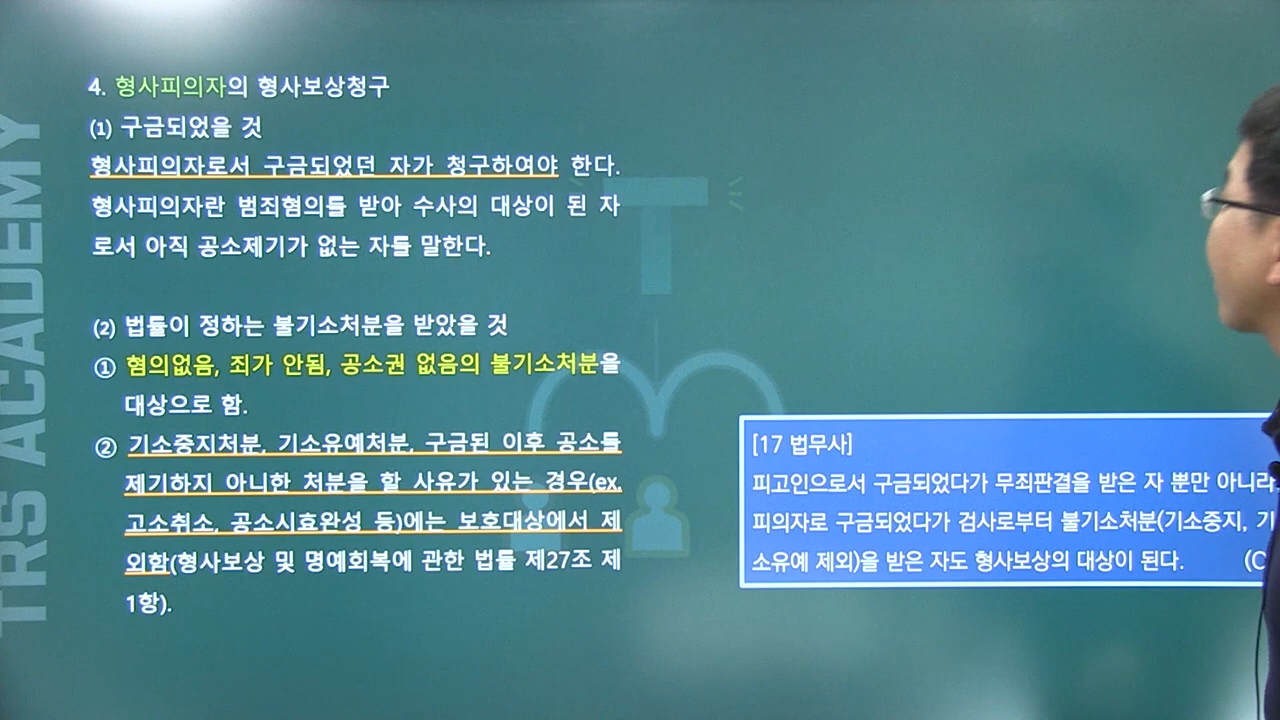 TRS ACADEMY
4. 형사피의자의 형사보상청구
(1) 구금되었을 것
형사피의자로서 구금되었던 자가 청구하여야 한다.
형사피의자란 범죄혐의를 받아 수사의 대상이 된 자
로서 아직 공소제기가 없는 자를 말한다.
(2) 법률이 정하는 불기소처분을 받았을 것
① 혐의없음, 죄가 안됨, 공소권 없음의 불기소처분을
대상으로 함.
② 기소중지처분, 기소유예처분, 구금된 이후 공소를
제기하지 아니한 처분을 할 사유가 있는 경우(ex.
고소취소, 공소시효완성 등)에는 보호대상에서 제
외함(형사보상 및 명예회복에 관한 법률 제27조 제
1항).
[17 법무사]
피고인으로서 구금되었다가 무죄판결을 받은 자 뿐만 아니라
피의자로 구금되었다가 검사로부터 불기소처분(기소중지, 기
소유예 제외)을 받은 자도 형사보상의 대상이 된다.